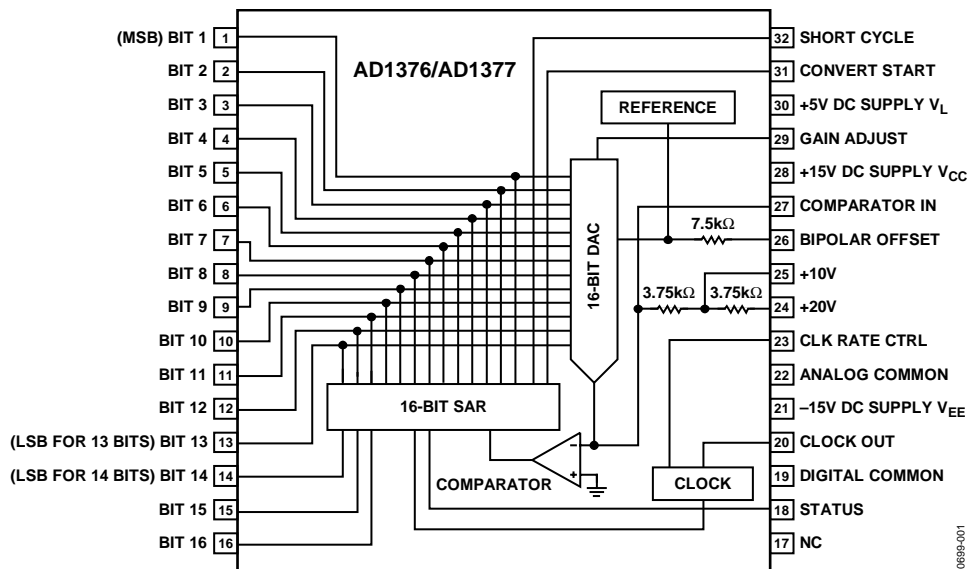 AD1376/AD1377
(MSB) BIT 1 1
BIT 2 2
BIT 3 3
BIT 4 4
BIT 5 5
BIT 6 6
BIT 7 7
BIT 8 8
BIT 9 9
BIT 10 10
BIT 11 11
BIT 12 12
(LSB FOR 13 BITS) BIT 13 13
(LSB FOR 14 BITS) BIT 14 14
BIT 15 15
BIT 16 16
32 SHORT CYCLE
31 CONVERT START
30 +5V DC SUPPLY VL
29 GAIN ADJUST
28 +15V DC SUPPLY VCC
27 COMPARATOR IN
26 BIPOLAR OFFSET
25 +10V
24 +20V
23 CLK RATE CTRL
22 ANALOG COMMON
21 –15V DC SUPPLY VEE
20 CLOCK OUT
19 DIGITAL COMMON
18 STATUS
17 NC
REFERENCE
7.5kΩ
3.75kΩ 3.75kΩ
16-BIT DAC
16-BIT SAR
–
+
COMPARATOR
CLOCK
0699-001